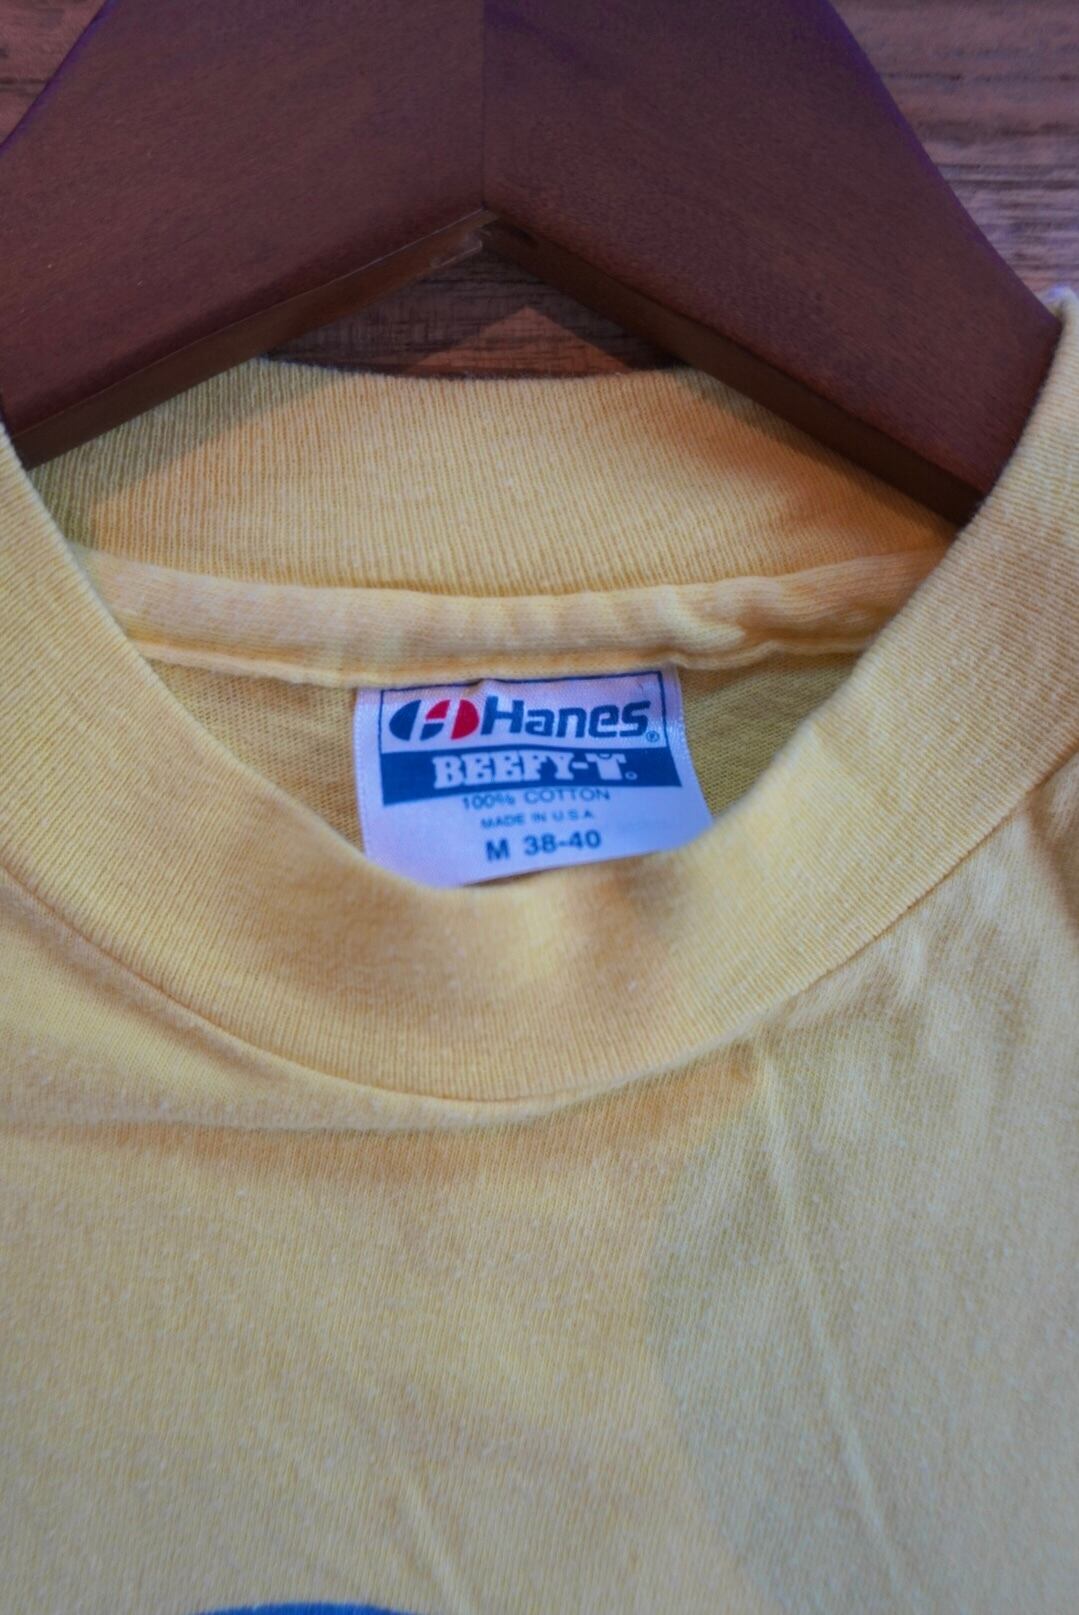 Hanes®
BEEFY-T®
100% COTTON
MADE IN U.S.A.
M 38-40